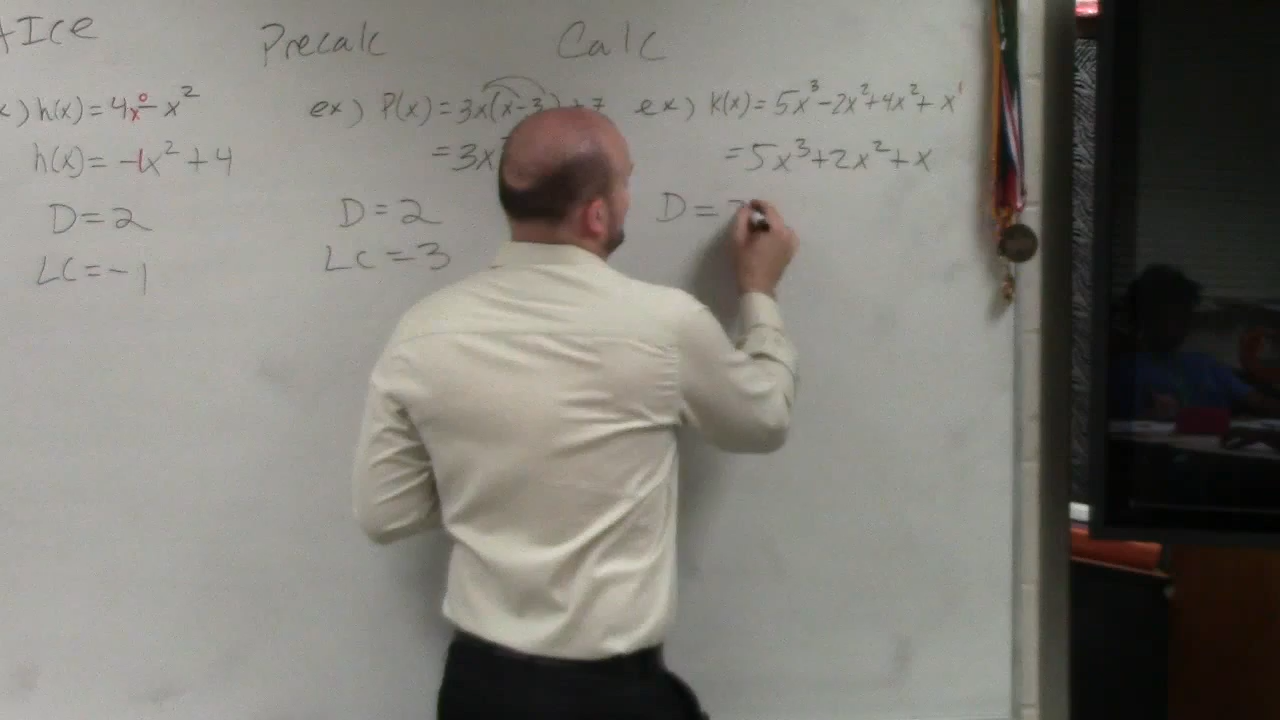 Ice Precalc Calc
h(x) = 4x⁰ - x²
h(x) = -1x² + 4
D = 2
LC = -1
ex) P(x) = 3x(x-3) + 7
= 3x
D = 2
LC = 3
ex) K(x) = 5x³ - 2x² + 4x² + x¹
= 5x³ + 2x² + x
D =